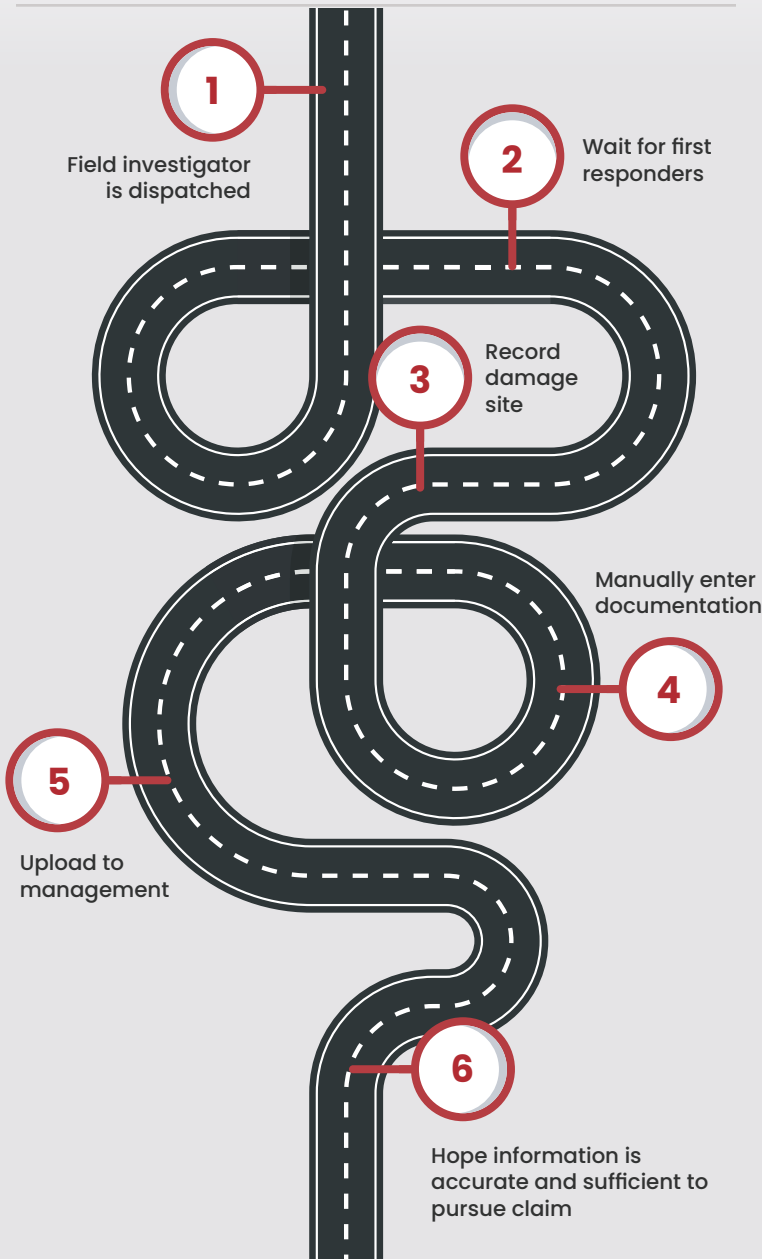 1
Field investigator
is dispatched
2
Wait for first
responders
3
Record
damage
site
4
Manually enter
documentation
5
Upload to
management
6
Hope information is
accurate and sufficient to
pursue claim